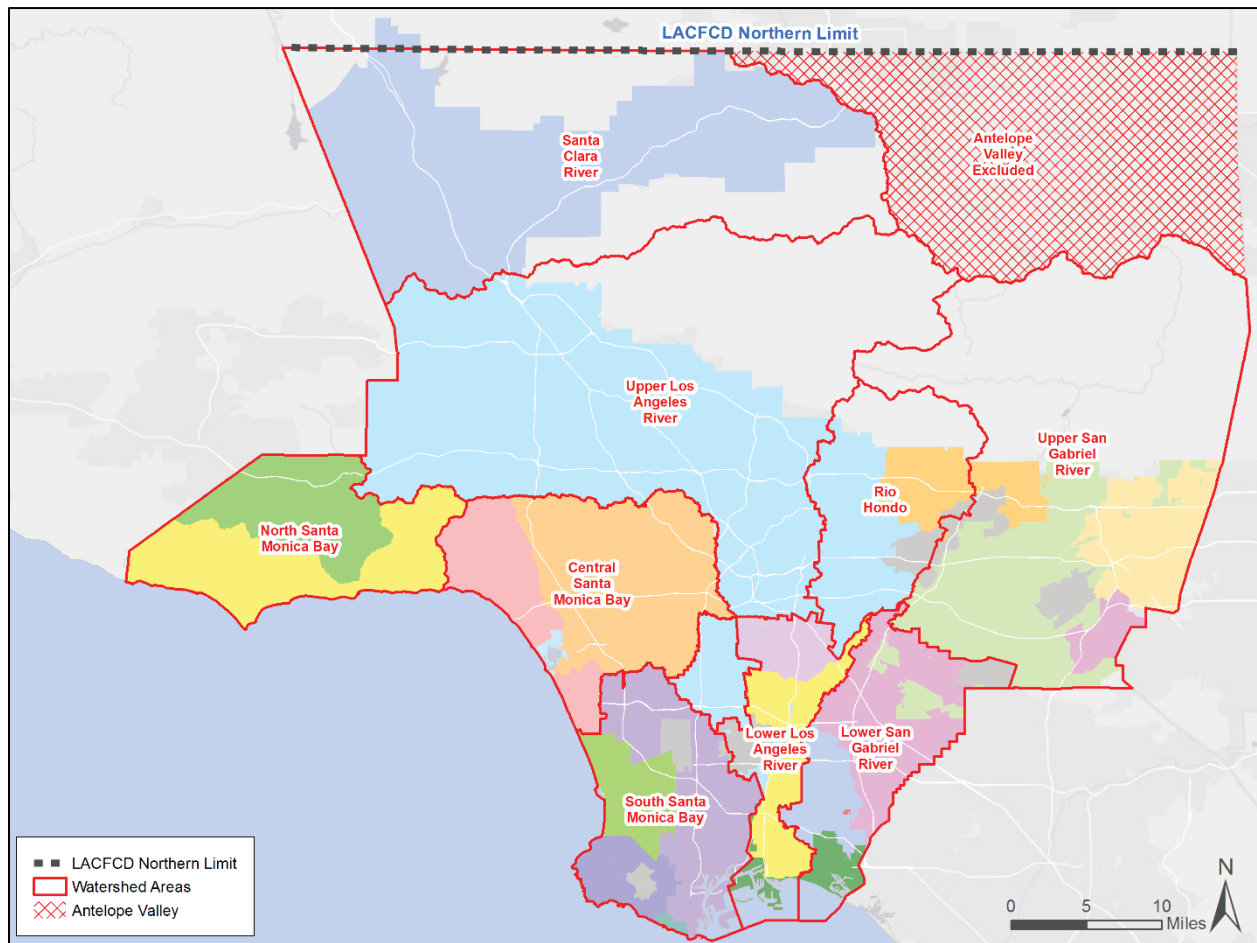 LACFCD Northern Limit
Santa
Clara
River
Antelope
Valley
Excluded
Upper Los
Angeles
River
Upper San
Gabriel
River
Rio
Hondo
North Santa
Monica Bay
Central
Santa
Monica Bay
Lower Los
Angeles
River
Lower San
Gabriel
River
South Santa
Monica Bay
LACFCD Northern Limit
Watershed Areas
Antelope Valley
N
0 5 10
Miles